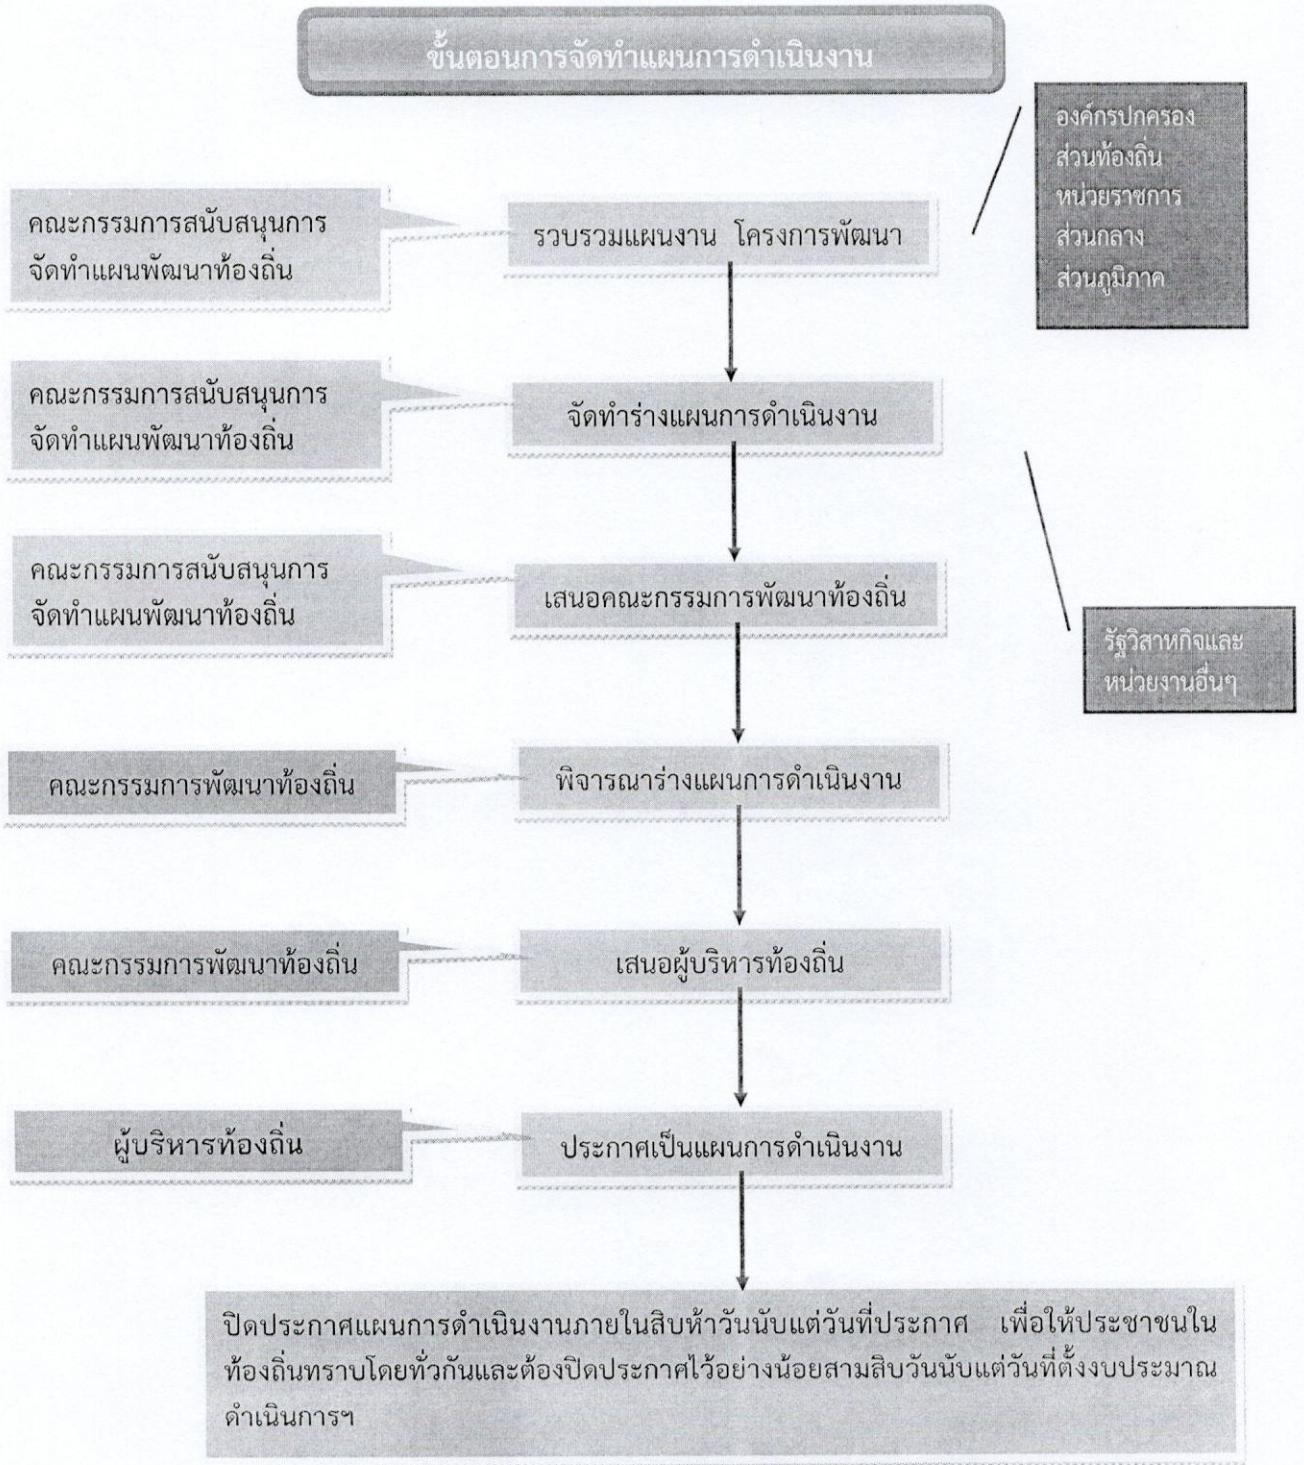 ขั้นตอนการจัดทำแผนการดำเนินงาน
องค์กรปกครอง
ส่วนท้องถิ่น
หน่วยราชการ
ส่วนกลาง
ส่วนภูมิภาค
คณะกรรมการสนับสนุนการ
จัดทำแผนพัฒนาท้องถิ่น
รวบรวมแผนงาน โครงการพัฒนา
คณะกรรมการสนับสนุนการ
จัดทำแผนพัฒนาท้องถิ่น
จัดทำร่างแผนการดำเนินงาน
คณะกรรมการสนับสนุนการ
จัดทำแผนพัฒนาท้องถิ่น
เสนอคณะกรรมการพัฒนาท้องถิ่น
รัฐวิสาหกิจและ
หน่วยงานอื่นๆ
คณะกรรมการพัฒนาท้องถิ่น
พิจารณาร่างแผนการดำเนินงาน
คณะกรรมการพัฒนาท้องถิ่น
เสนอผู้บริหารท้องถิ่น
ผู้บริหารท้องถิ่น
ประกาศเป็นแผนการดำเนินงาน
ปิดประกาศแผนการดำเนินงานภายในสิบห้าวันนับแต่วันที่ประกาศ เพื่อให้ประชาชนใน
ท้องถิ่นทราบโดยทั่วกันและต้องปิดประกาศไว้อย่างน้อยสามสิบวันนับแต่วันที่ตั้งงบประมาณ
ดำเนินการฯ